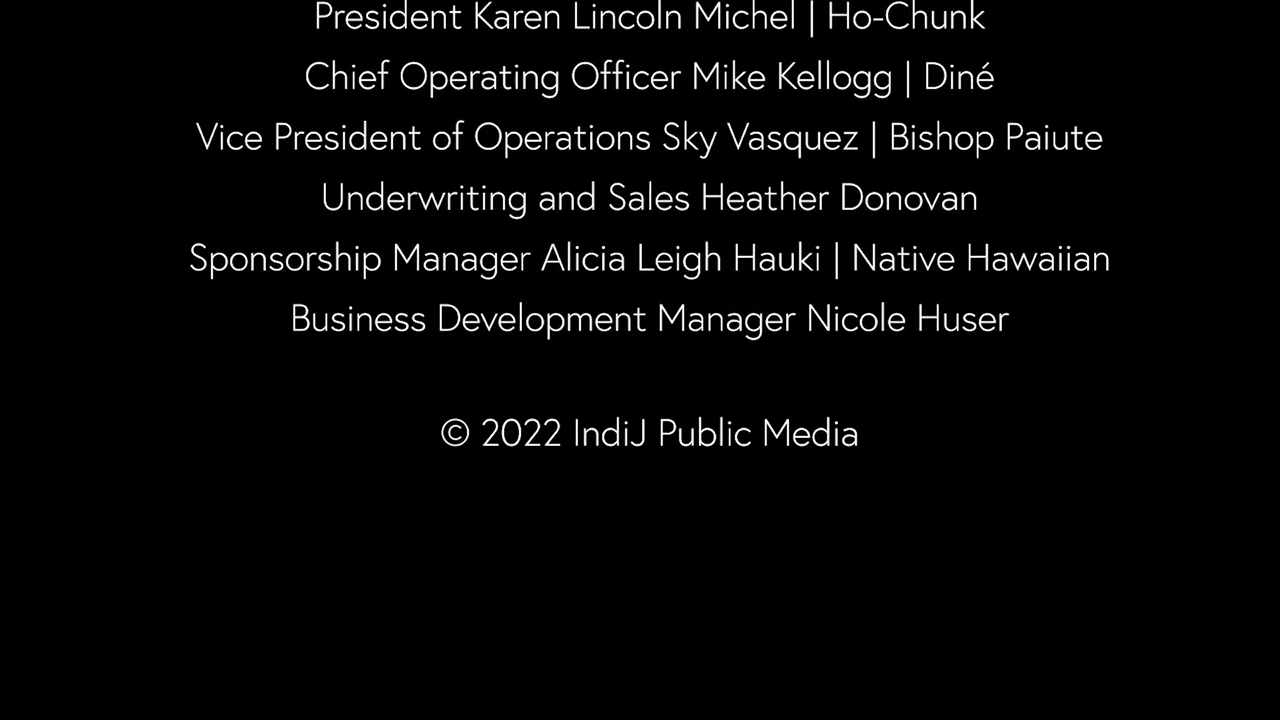 President Karen Lincoln Michel | Ho-Chunk
Chief Operating Officer Mike Kellogg | Diné
Vice President of Operations Sky Vasquez | Bishop Paiute
Underwriting and Sales Heather Donovan
Sponsorship Manager Alicia Leigh Hauki | Native Hawaiian
Business Development Manager Nicole Huser
© 2022 IndiJ Public Media